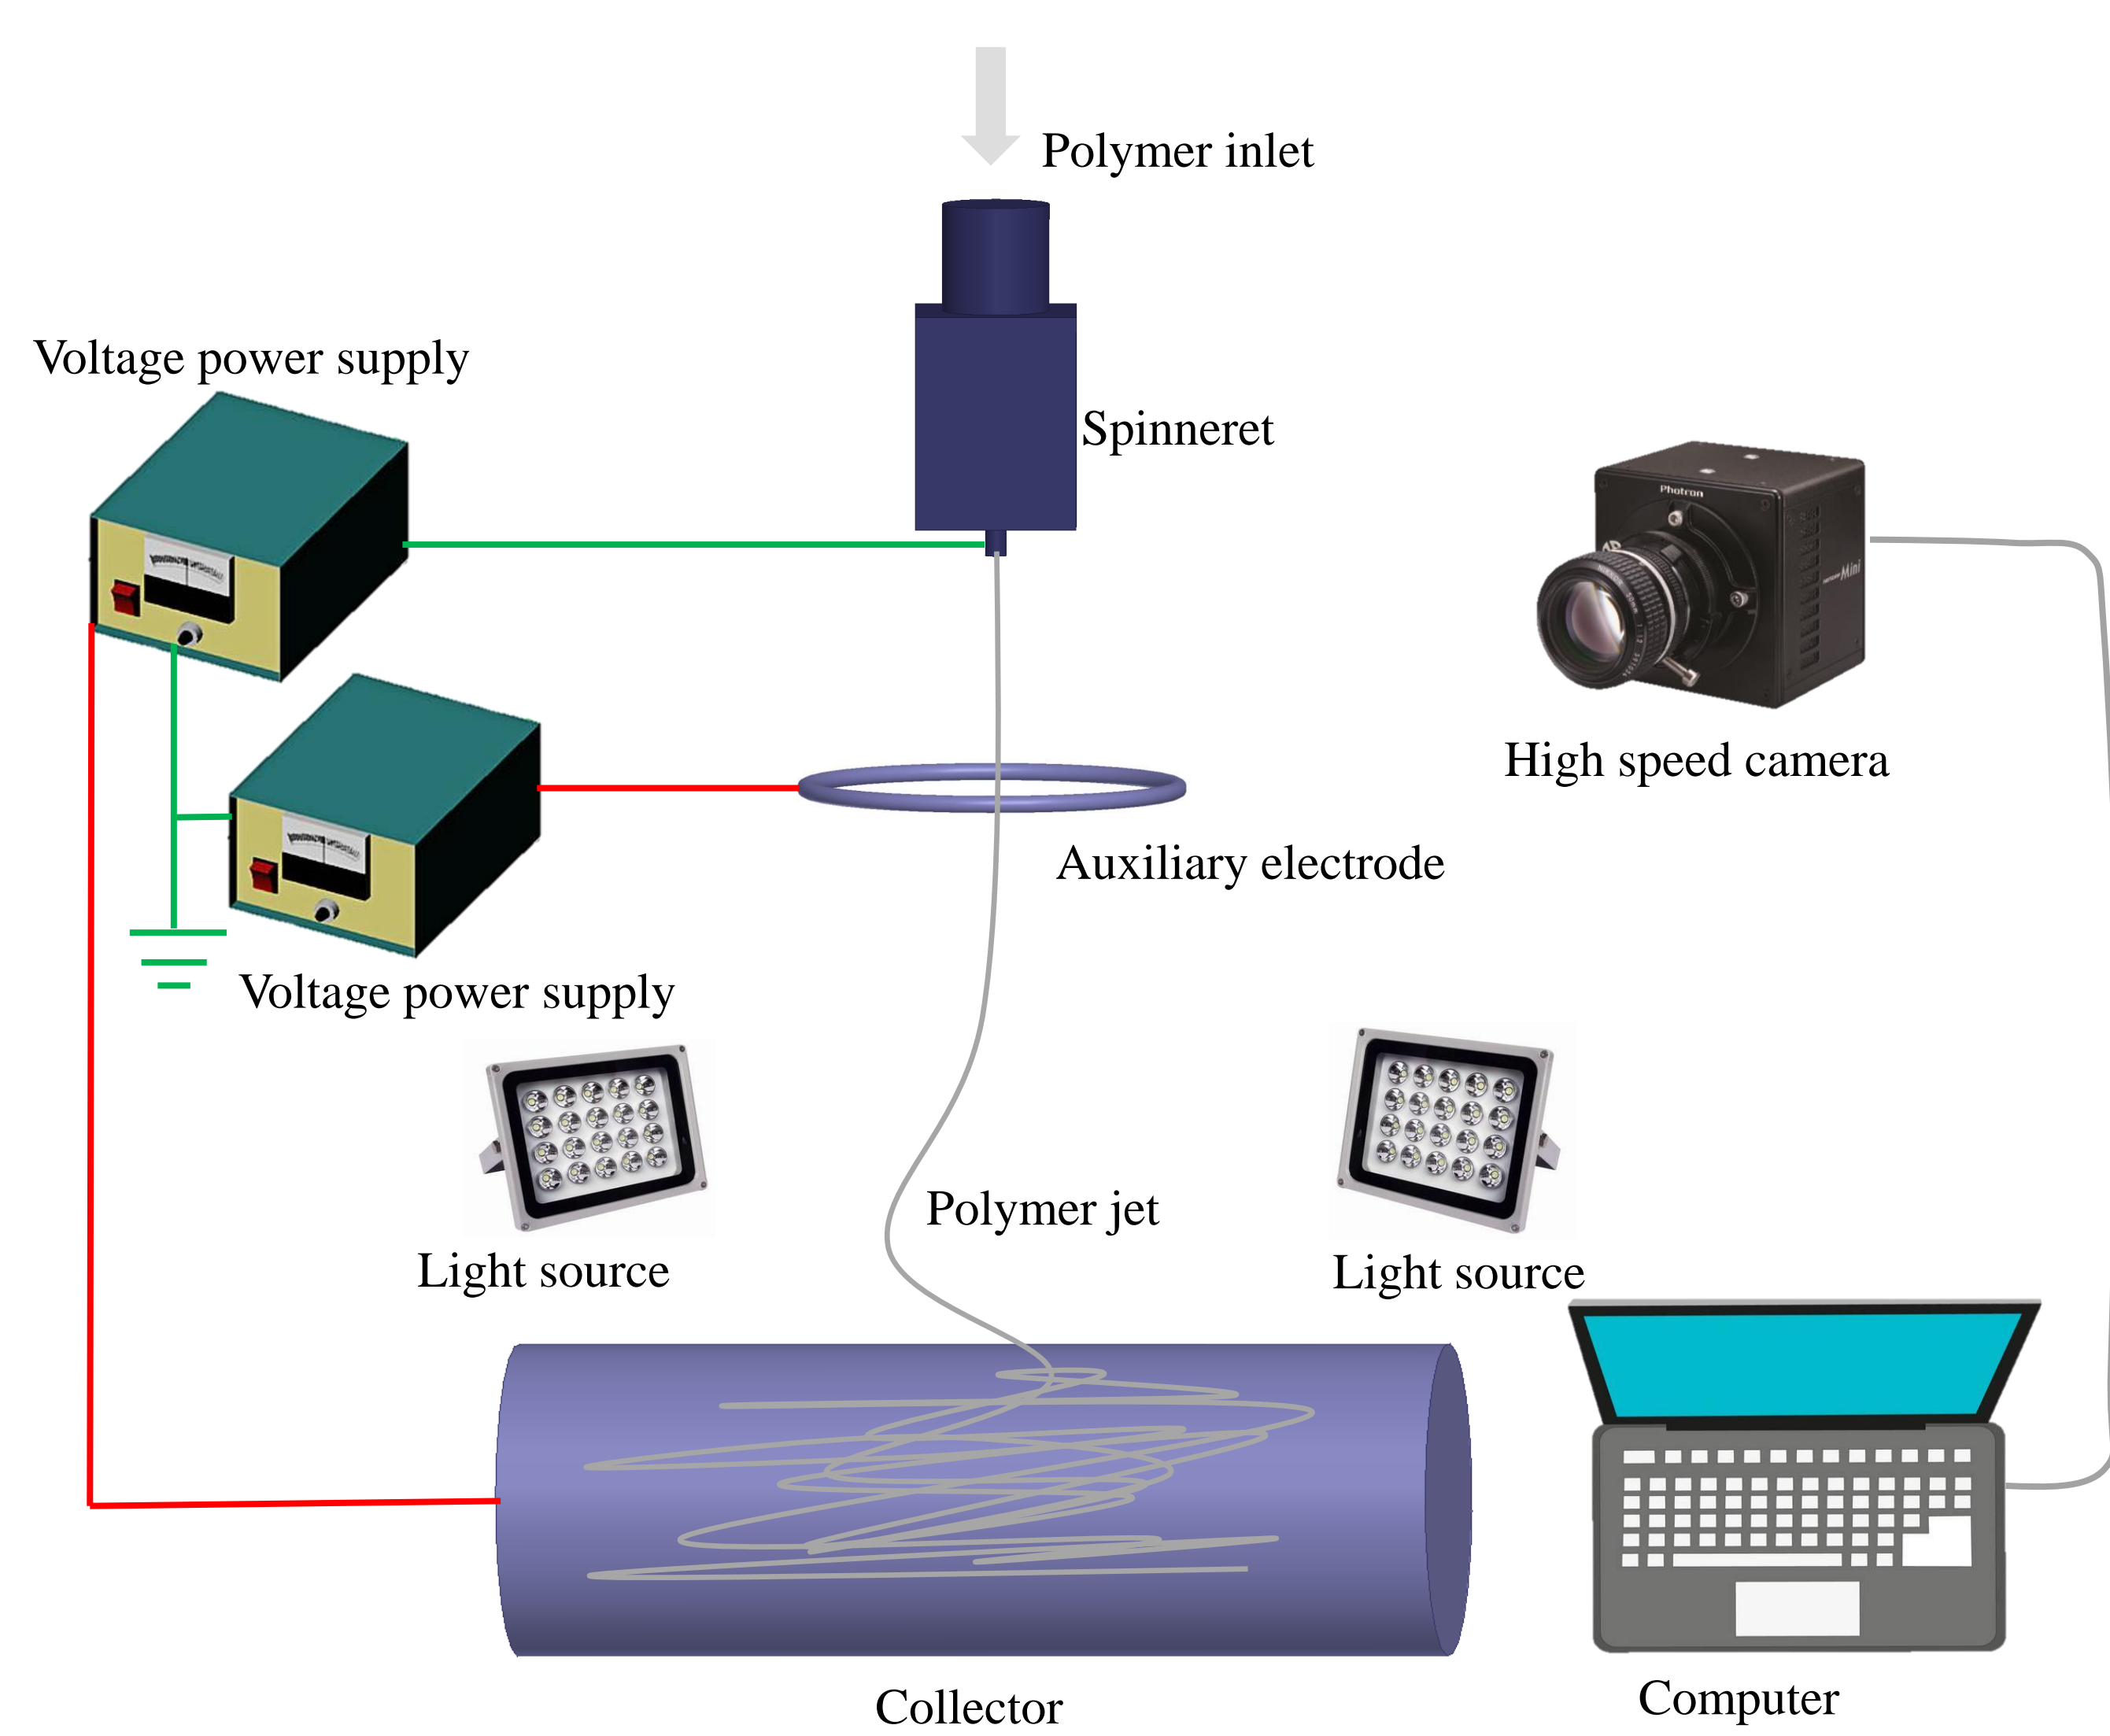 Polymer inlet
Voltage power supply
Spinneret
Photron
Mini
High speed camera
Auxiliary electrode
Voltage power supply
Polymer jet
Light source
Light source
Computer
Collector